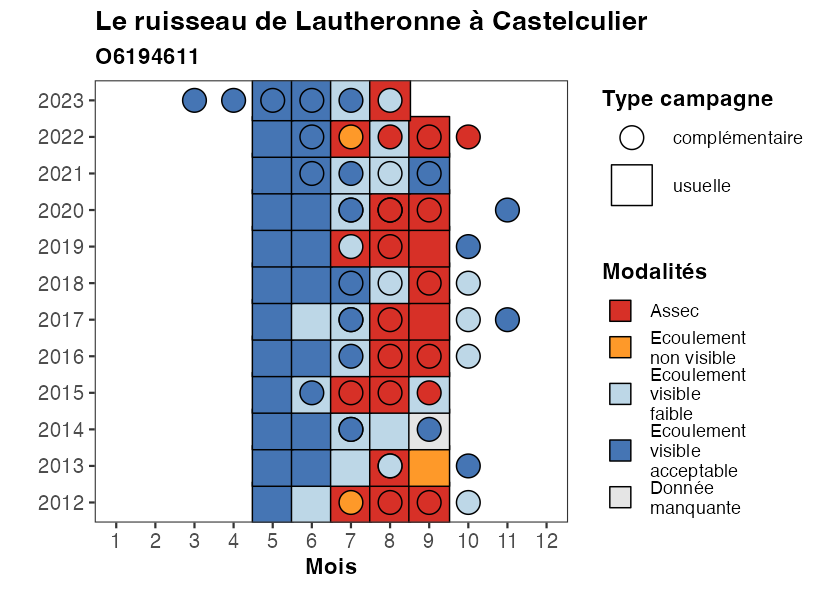 Le ruisseau de Lautheronne à Castelculier
O6194611
2023
2022
2021
2020
2019
2018
2017
2016
2015
2014
2013
2012
1 2 3 4 5 6 7 8 9 10 11 12
Mois
Type campagne
complémentaire
usuelle
Modalités
Assec
Ecoulement
non visible
Ecoulement
visible
faible
Ecoulement
visible
acceptable
Donnée
manquante